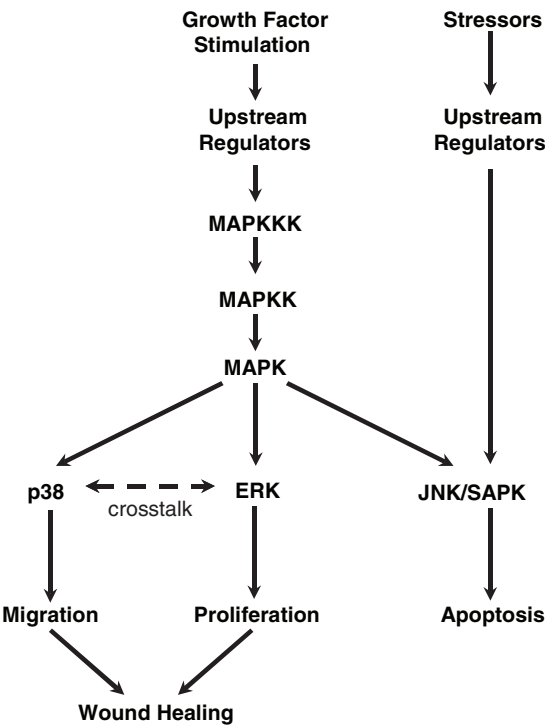 Growth Factor
Stimulation
Stressors
Upstream
Regulators
Upstream
Regulators
MAPKKK
MAPKK
MAPK
p38
crosstalk
ERK
JNK/SAPK
Migration
Proliferation
Apoptosis
Wound Healing